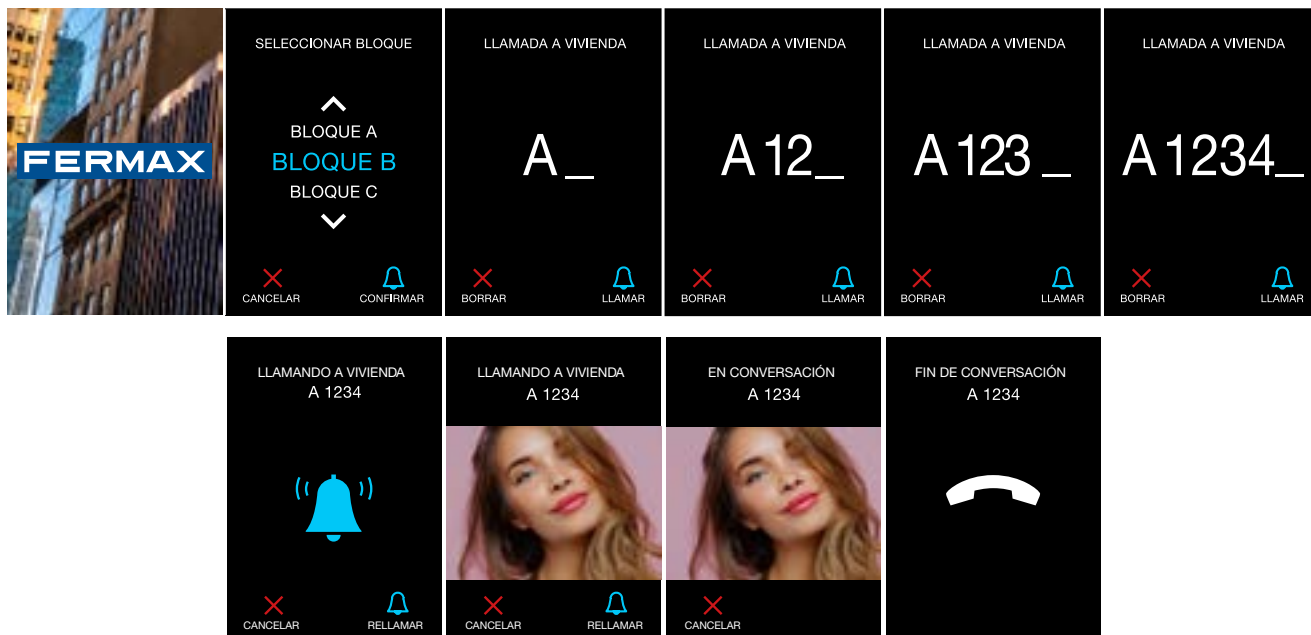 FERMAX
SELECCIONAR BLOQUE
BLOQUE A
BLOQUE B
BLOQUE C
CANCELAR
CONFIRMAR
LLAMADA A VIVIENDA
A_
BORRAR
LLAMAR
LLAMADA A VIVIENDA
A 12_
BORRAR
LLAMAR
LLAMADA A VIVIENDA
A 123_
BORRAR
LLAMAR
LLAMADA A VIVIENDA
A 1234_
BORRAR
LLAMAR
LLAMANDO A VIVIENDA
A 1234
CANCELAR
RELLAMAR
LLAMANDO A VIVIENDA
A 1234
CANCELAR
RELLAMAR
EN CONVERSACIÓN
A 1234
CANCELAR
FIN DE CONVERSACIÓN
A 1234